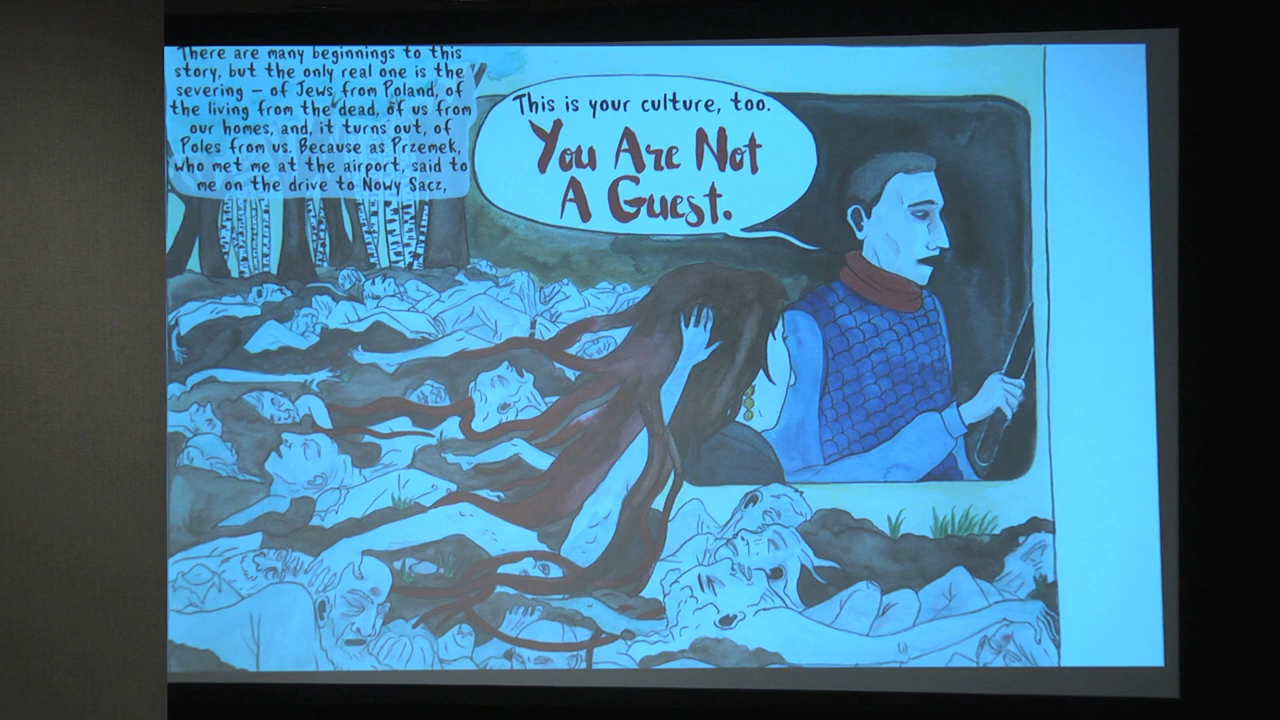 There are many beginnings to this
story, but the only real one is the
severing – of Jews from Poland, of
the living from the dead, of us from
our homes, and, it turns out, of
Poles from us. Because as Przemek,
who met me at the airport, said to
me on the drive to Nowy Sacz,
This is your culture, too.
You Are Not
A Guest.